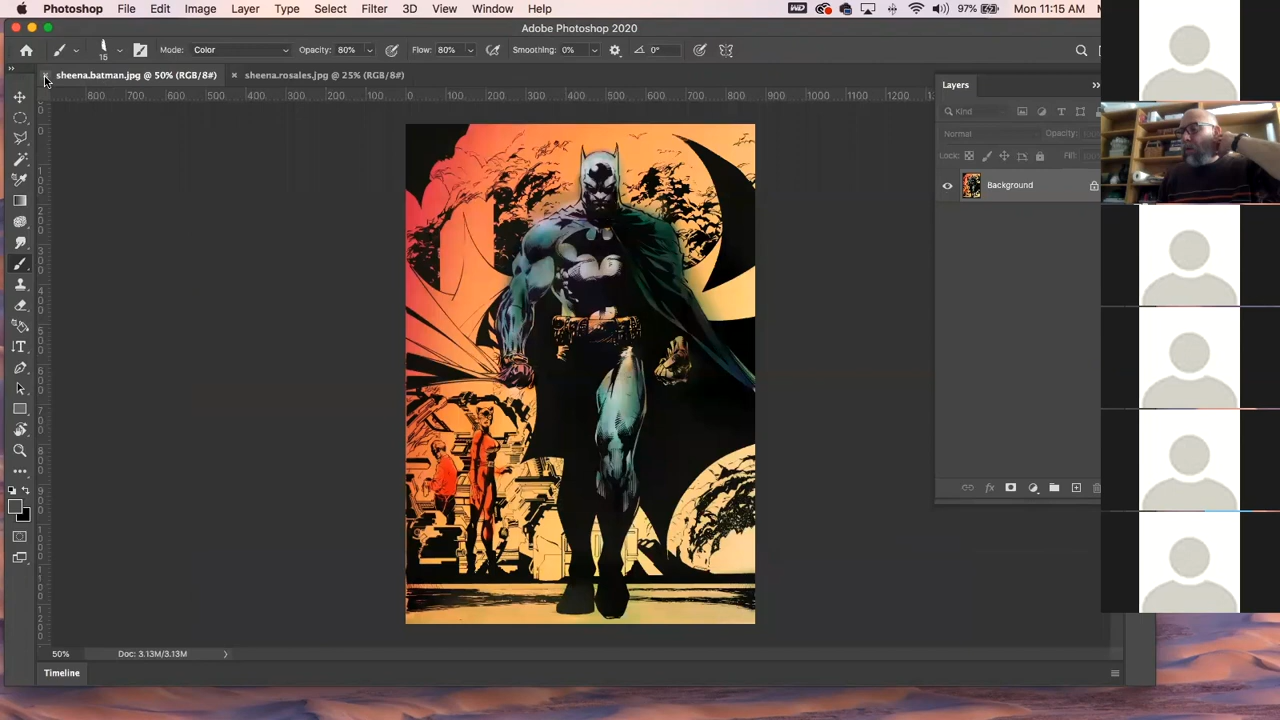 Photoshop File Edit Image Layer Type Select Filter 3D View Window Help 97% Mon 11:15 AM
Adobe Photoshop 2020
15 Mode: Color Opacity: 80% Flow: 80% Smoothing: 0% 0°
sheena.batman.jpg @ 50% (RGB/8#) sheena.rosales.jpg @ 25% (RGB/8#)
800 700 600 500 400 300 200 100 0 100 200 300 400 500 600 700 800 900 1000 1100 1200
Layers
Kind
Normal Opacity:
Lock: Fill:
Background
fx
50% Doc: 3.13M/3.13M
Timeline